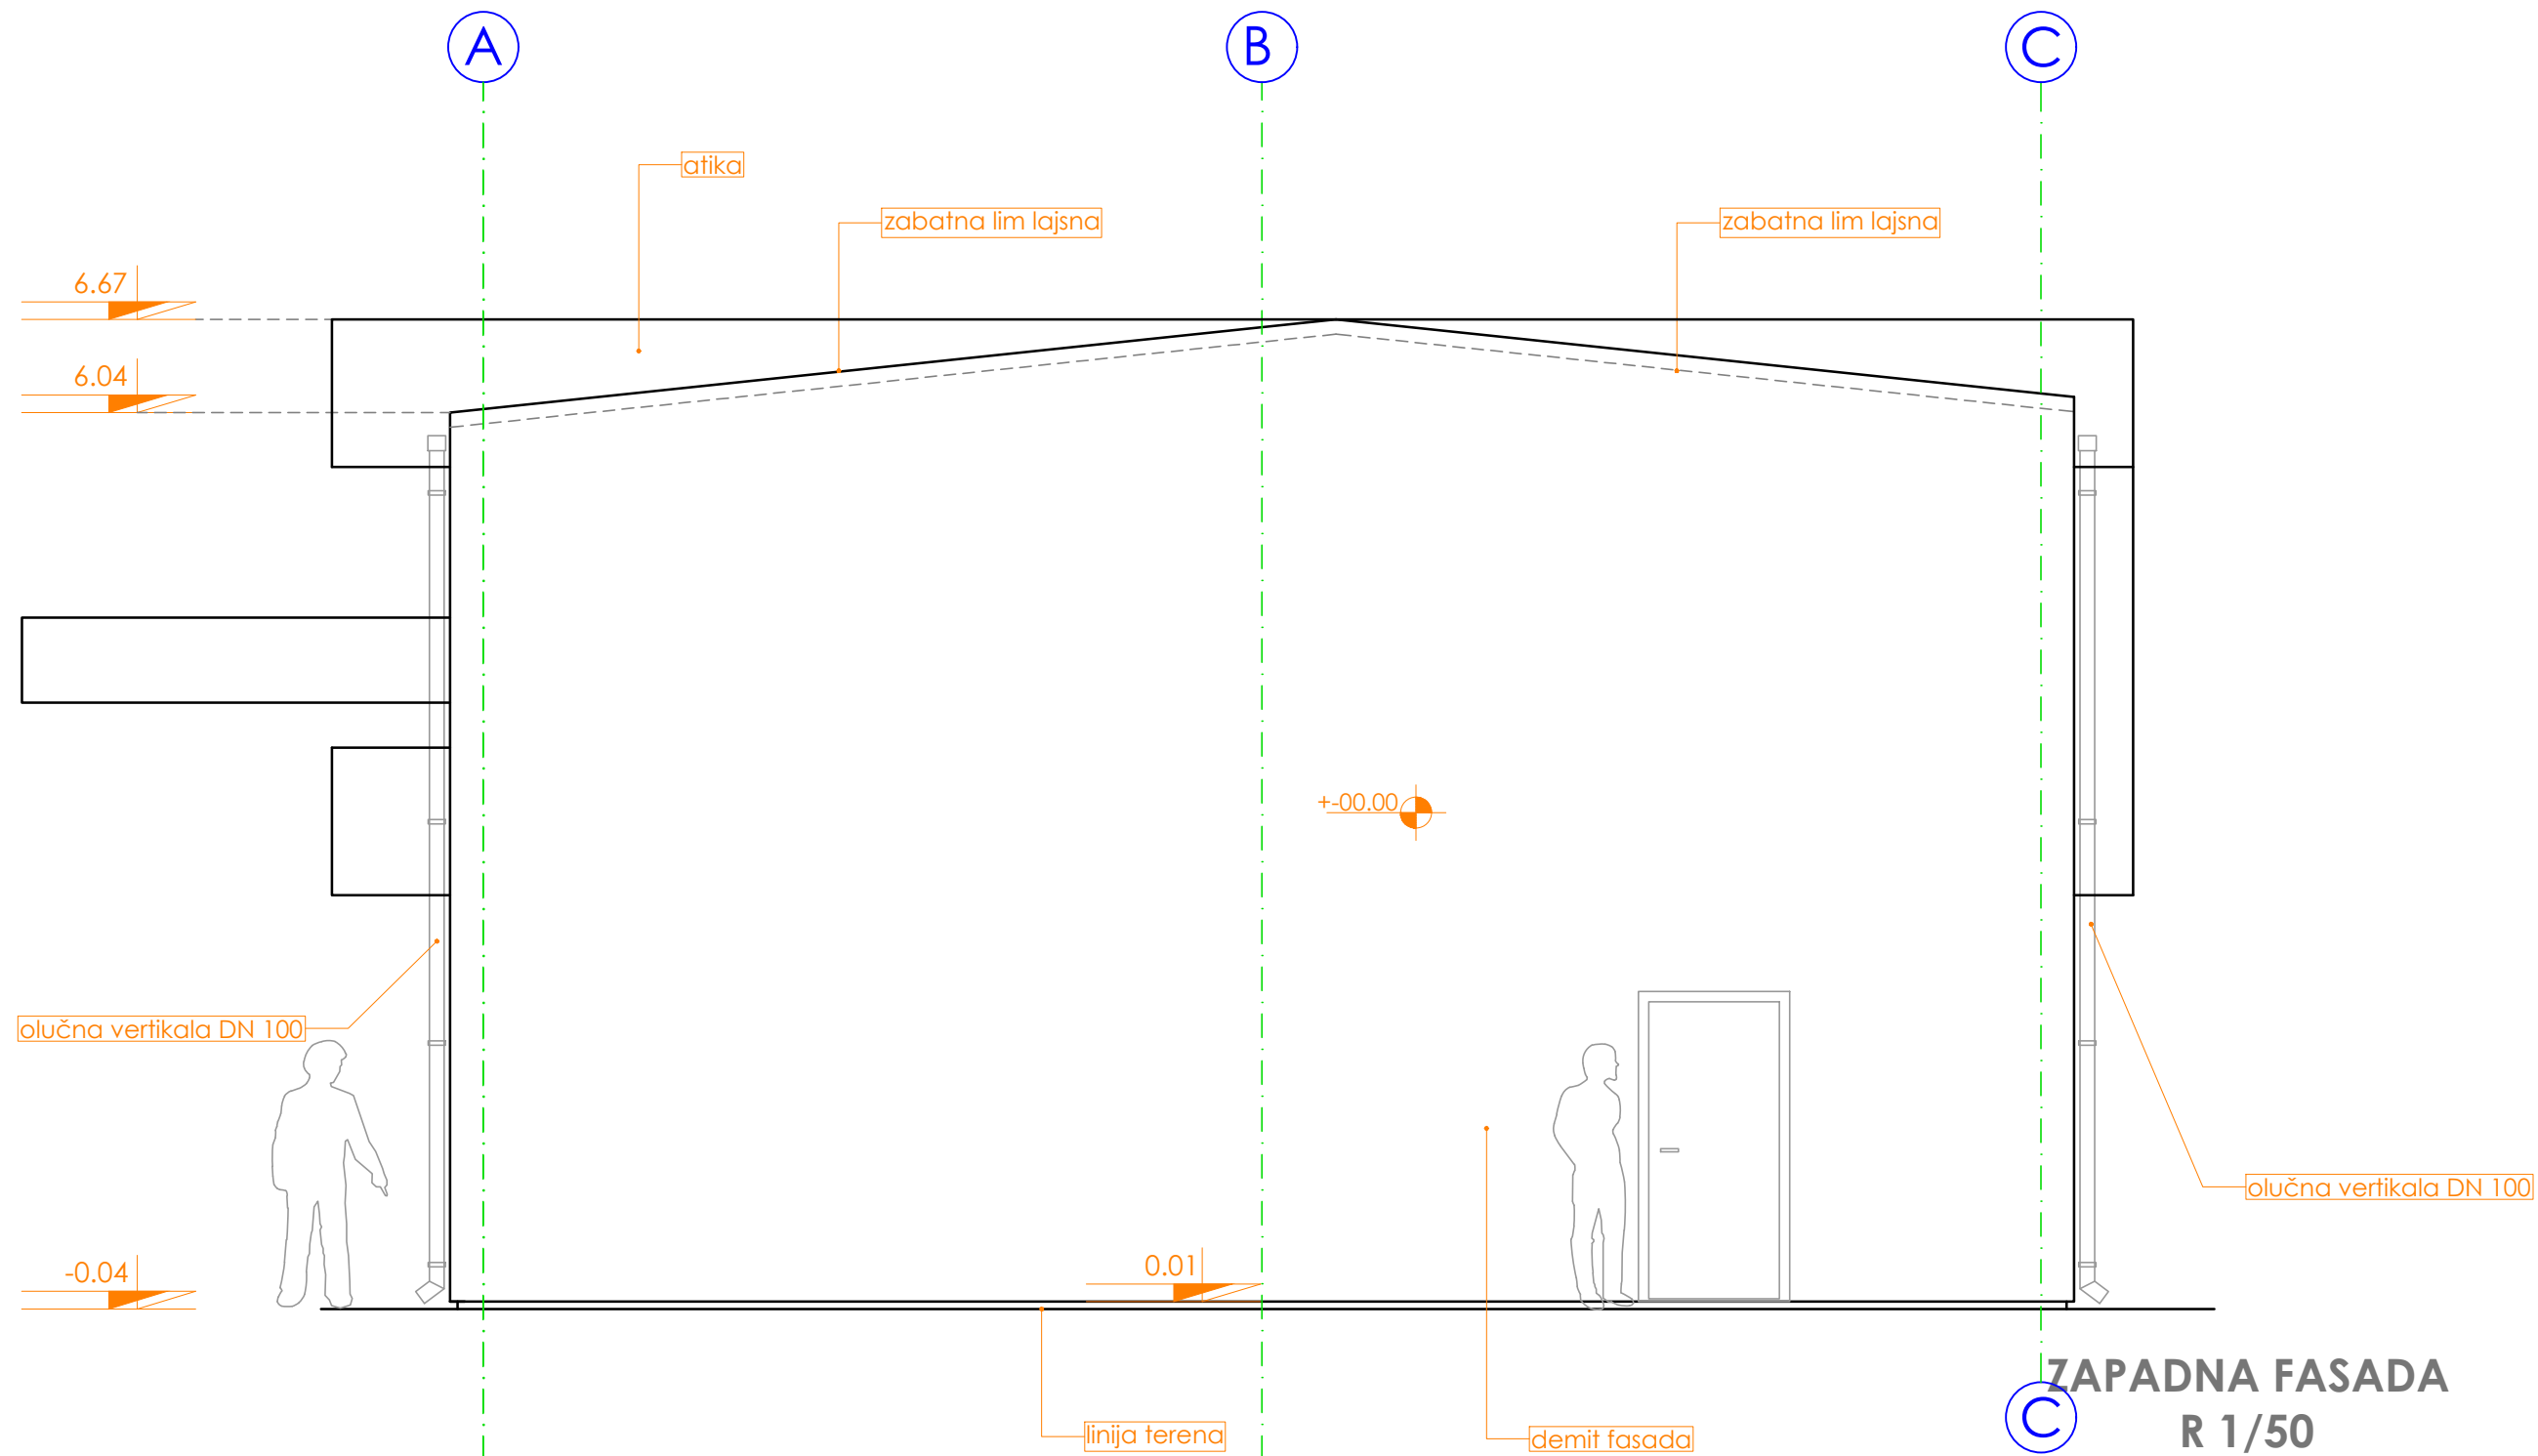 A
B
C
atika
zabatna lim lajsna
zabatna lim lajsna
6.67
6.04
+-00.00
olučna vertikala DN 100
olučna vertikala DN 100
-0.04
0.01
linija terena
demit fasada
C
ZAPADNA FASADA
R 1/50